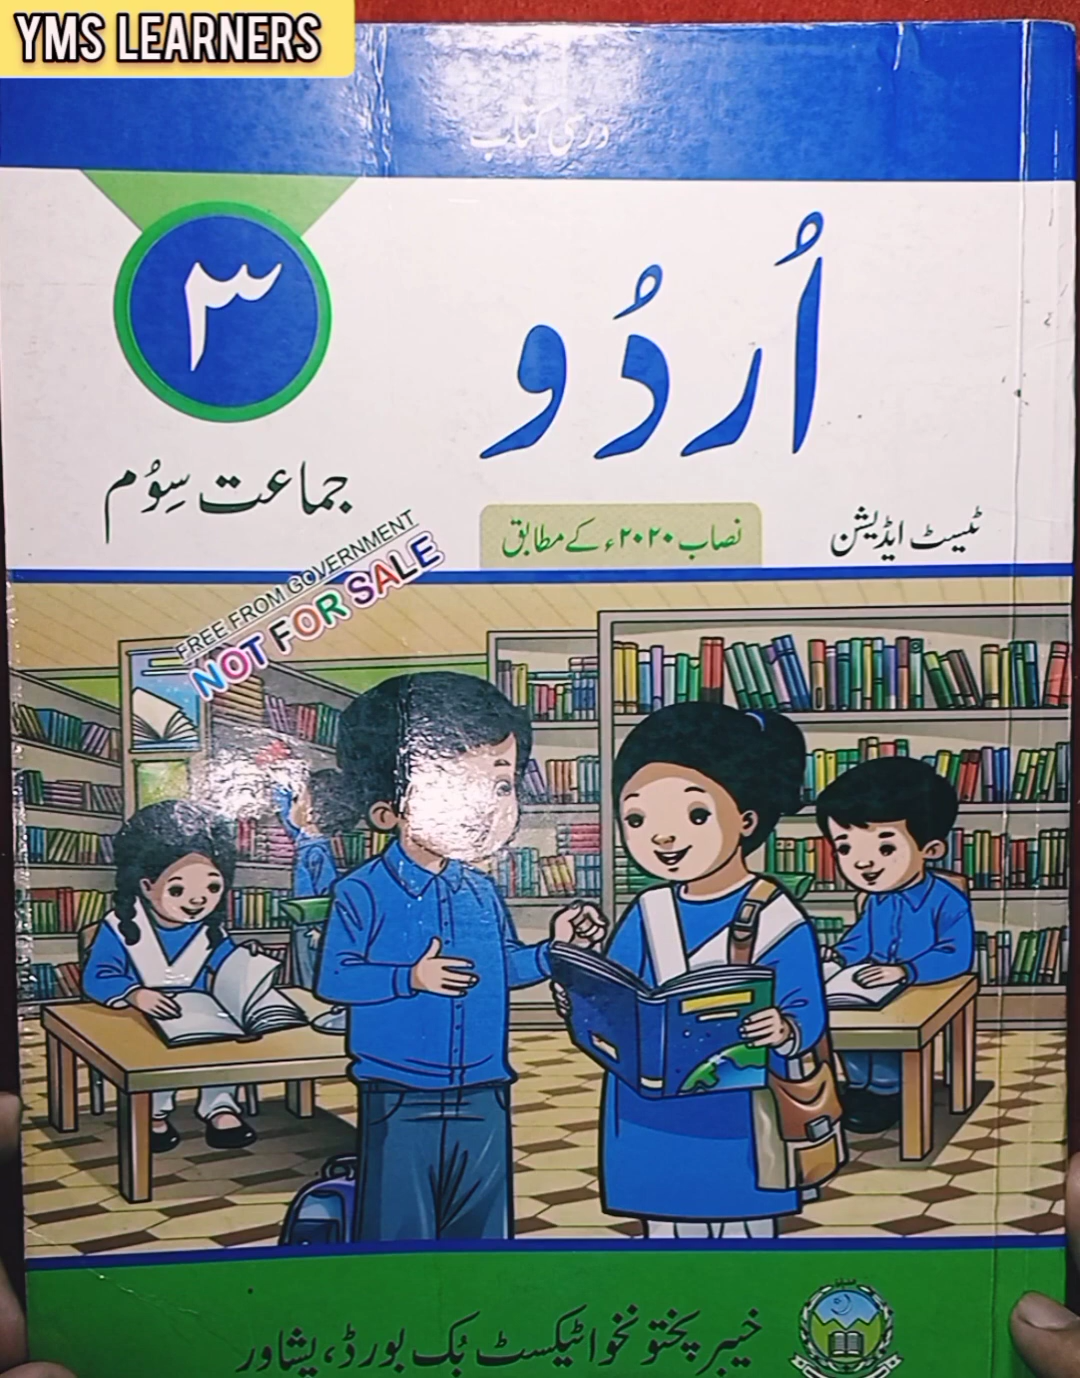 YMS LEARNERS
درسی کتاب
اُردُو
۳
جماعت سِوُم
ٹیسٹ ایڈیشن
نصاب ۲۰۲۰ء کے مطابق
FREE FROM GOVERNMENT
NOT FOR SALE
خیبر پختونخوا ٹیکسٹ بُک بورڈ، پشاور